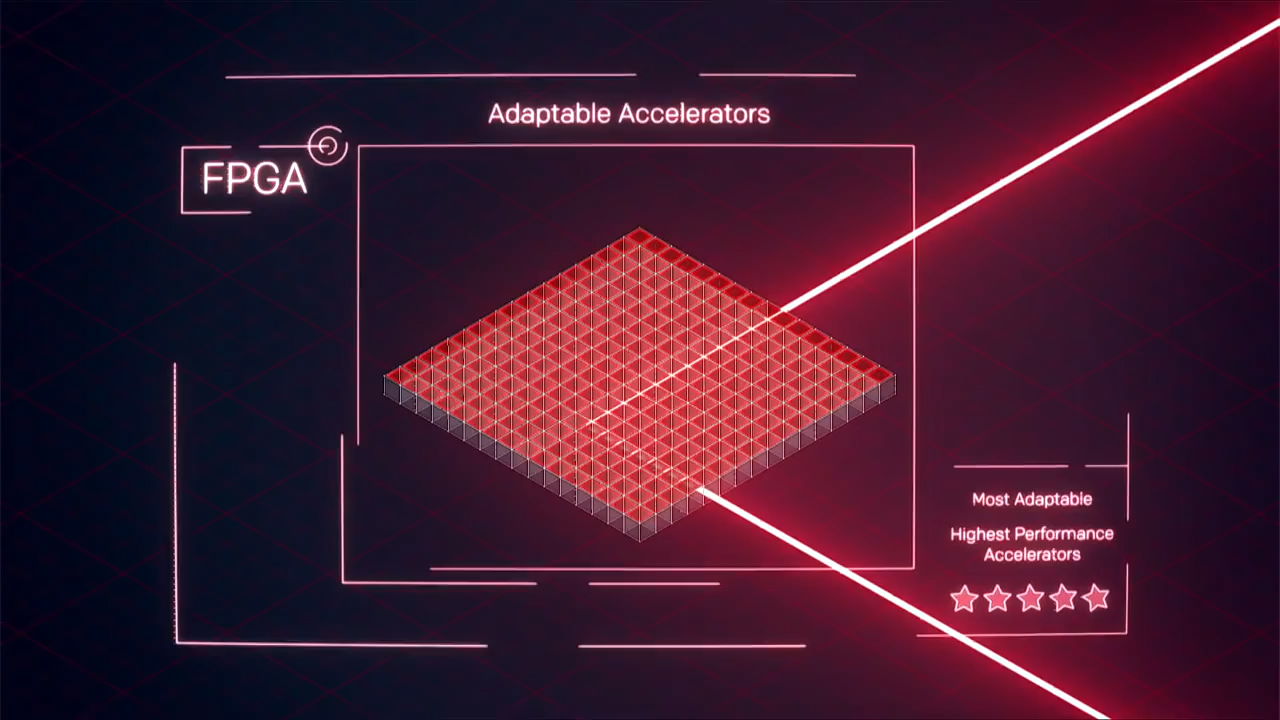 Adaptable Accelerators
FPGA
Most Adaptable
Highest Performance
Accelerators